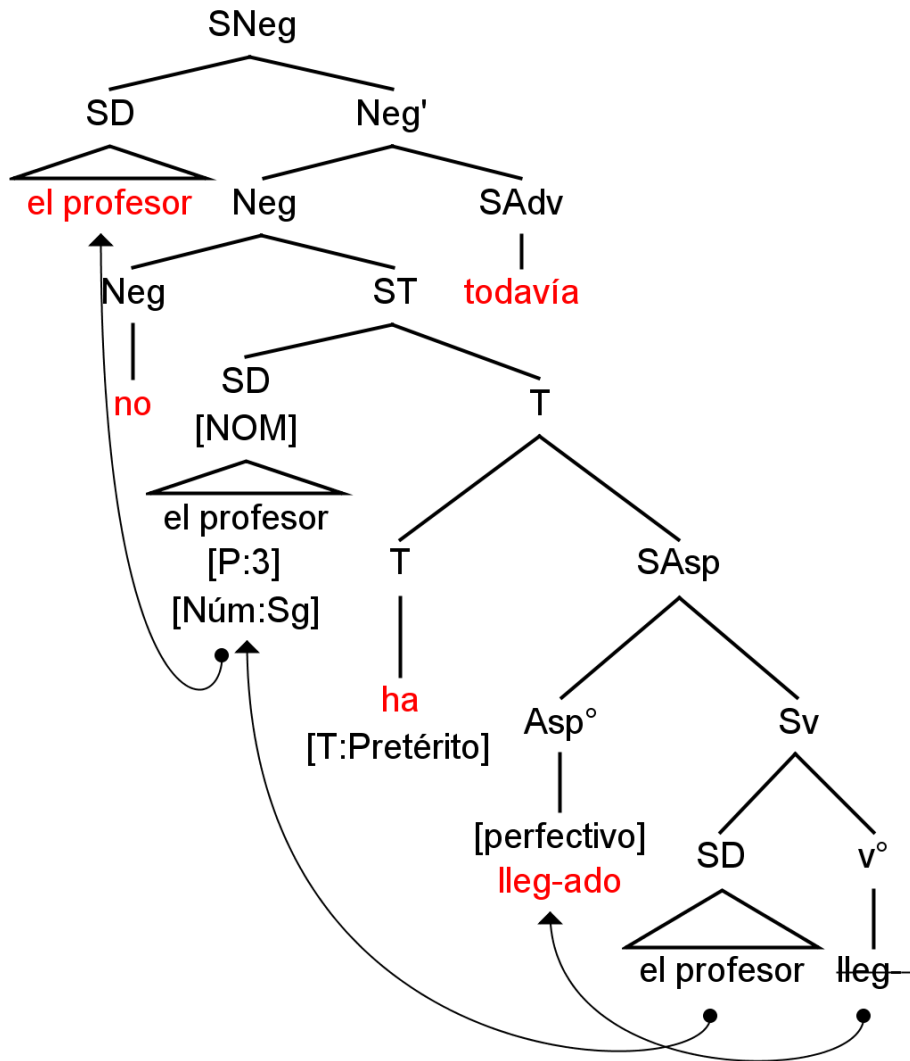 SNeg
SD Neg'
el profesor Neg SAdv
Neg ST todavía
no SD T
[NOM]
el profesor
[P:3] T SAsp
[Núm:Sg]
ha Asp° Sv
[T:Pretérito]
[perfectivo] SD v°
lleg-ado
el profesor lleg-